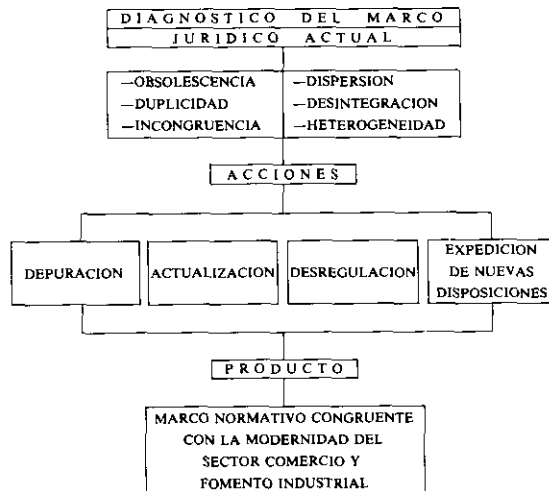 DIAGNOSTICO DEL MARCO
JURIDICO ACTUAL
—OBSOLESCENCIA
—DUPLICIDAD
—INCONGRUENCIA
—DISPERSION
—DESINTEGRACION
—HETEROGENEIDAD
ACCIONES
DEPURACION
ACTUALIZACION
DESREGULACION
EXPEDICION
DE NUEVAS
DISPOSICIONES
PRODUCTO
MARCO NORMATIVO CONGRUENTE
CON LA MODERNIDAD DEL
SECTOR COMERCIO Y
FOMENTO INDUSTRIAL